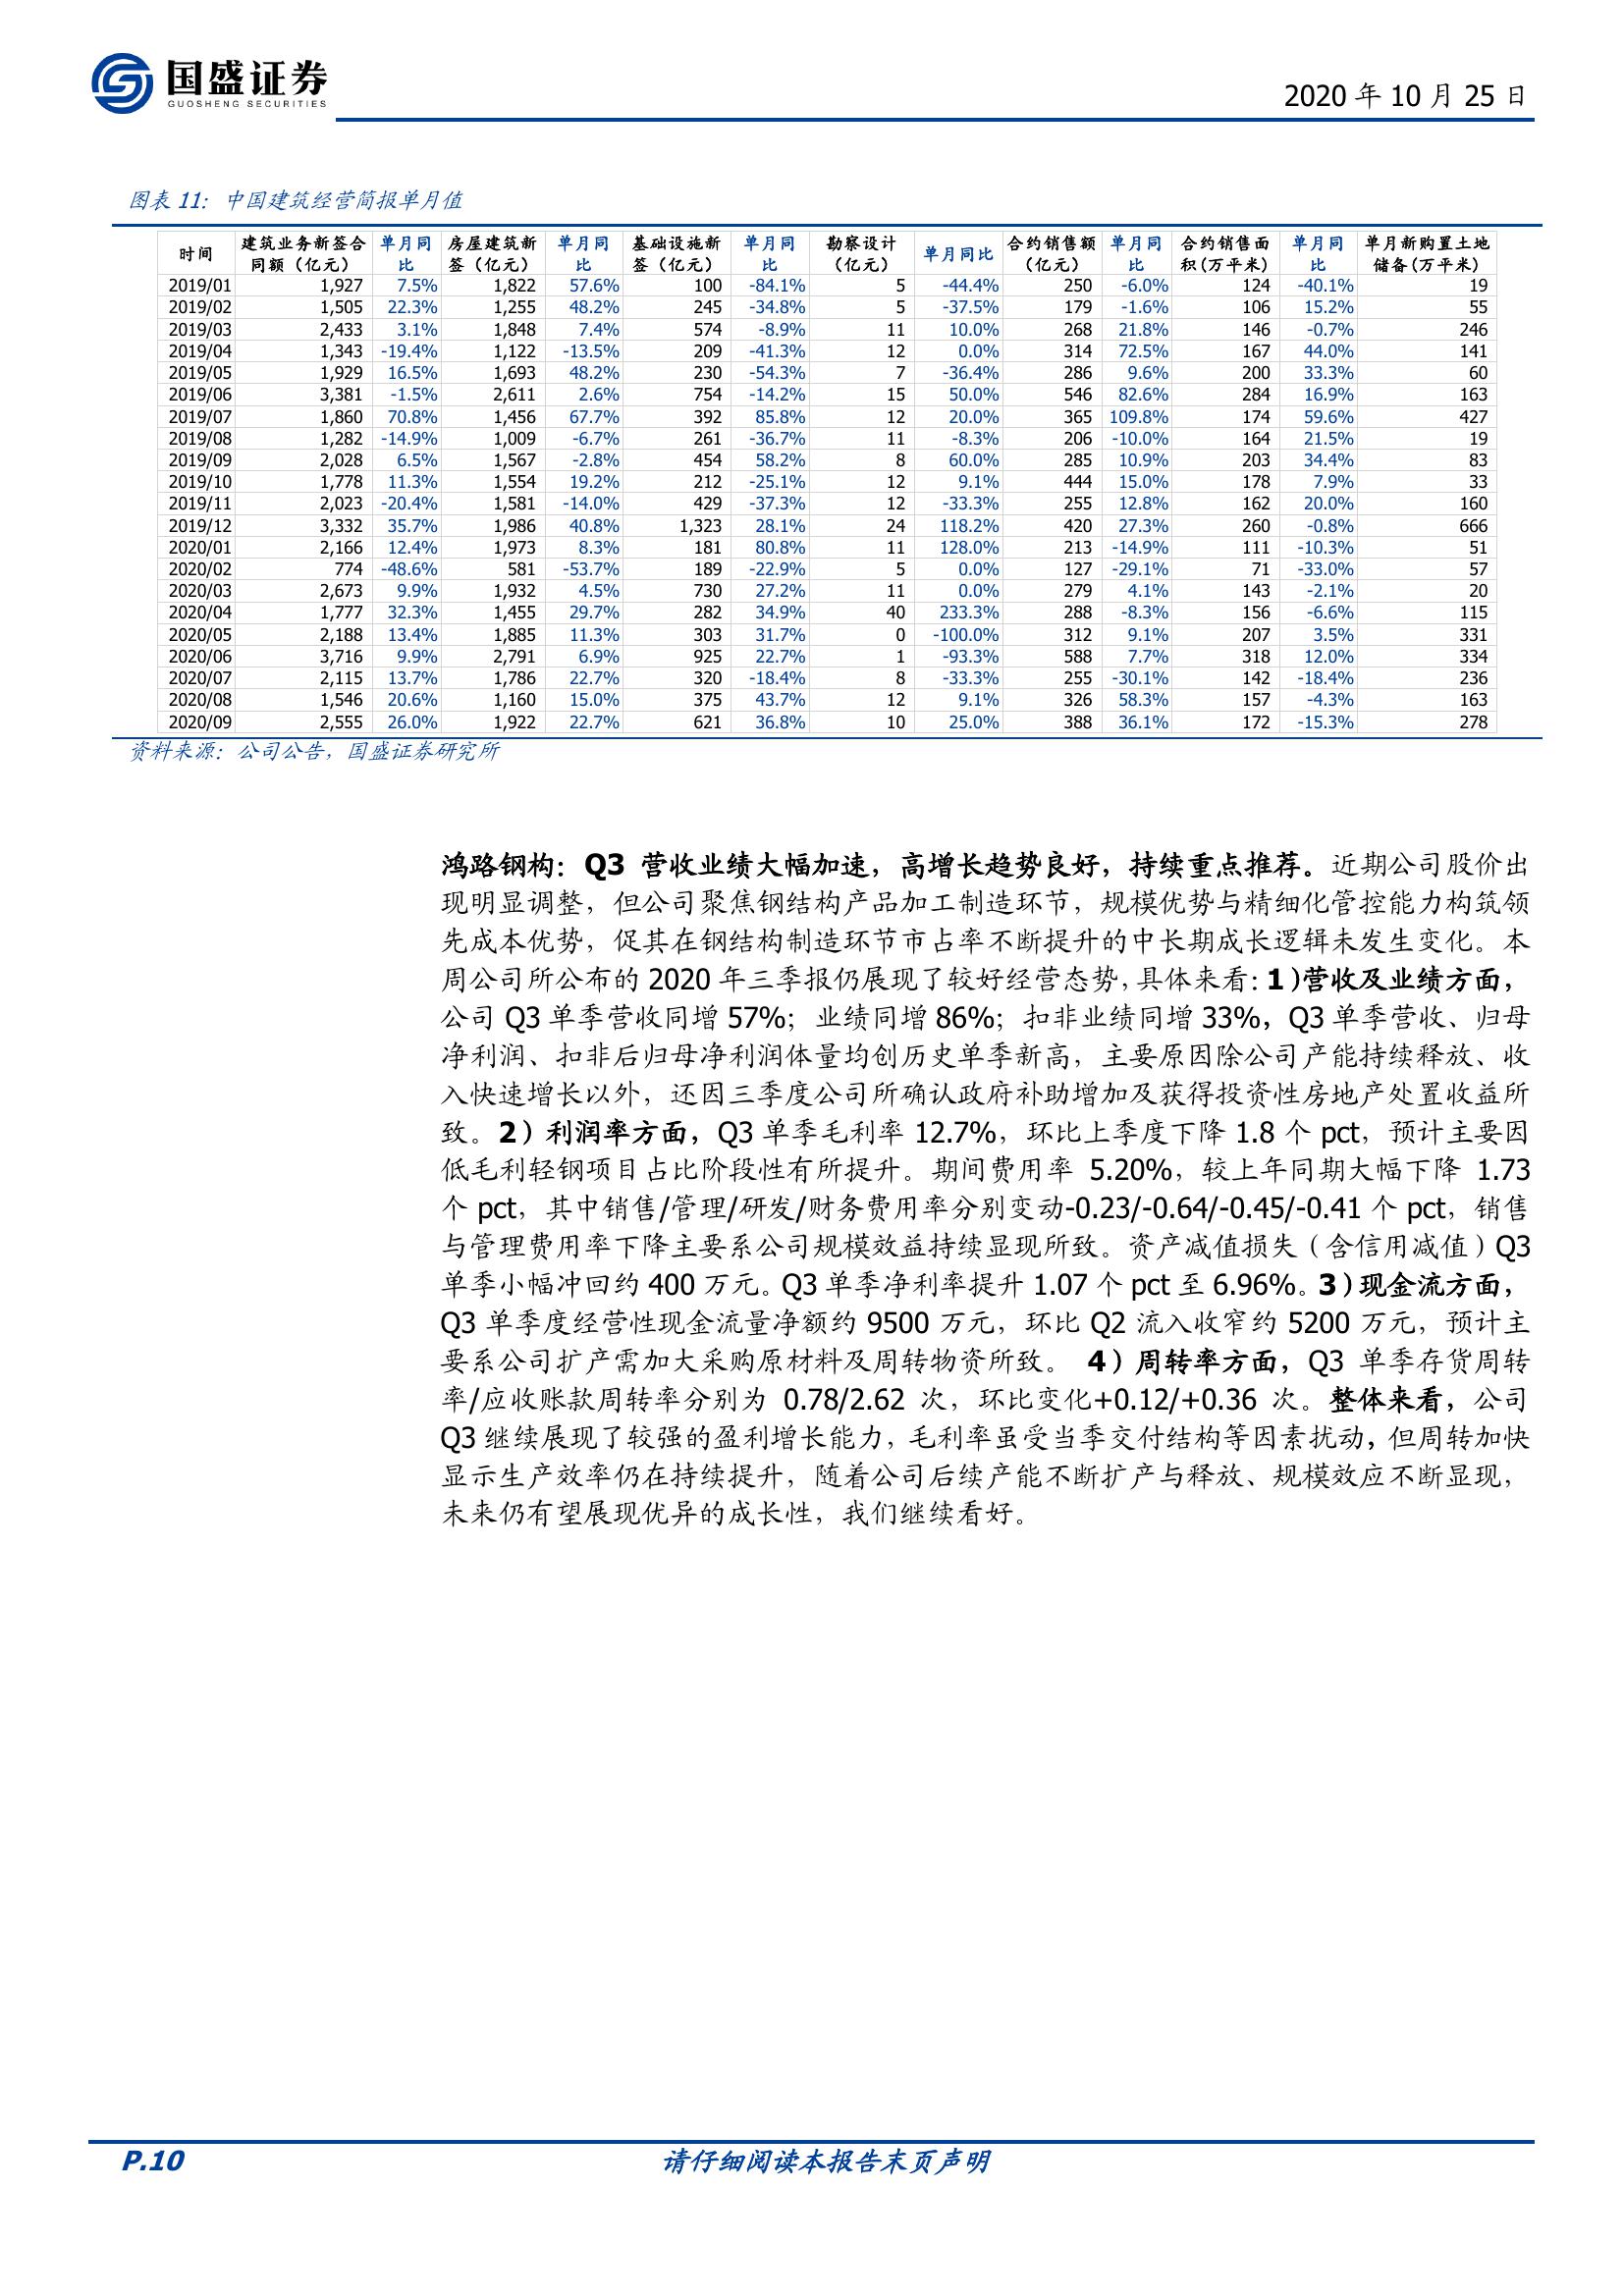 国盛证券
GUOSHENG SECURITIES
2020 年 10 月 25 日
图表 11：中国建筑经营简报单月值
时间 建筑业务新签合同额（亿元） 单月同比 房屋建筑新签（亿元） 单月同比 基础设施新签（亿元） 单月同比 勘察设计（亿元） 单月同比 合约销售额（亿元） 单月同比 合约销售面积(万平米) 单月同比 单月新购置土地储备(万平米)
2019/01 1,927 7.5% 1,822 57.6% 100 -84.1% 5 -44.4% 250 -6.0% 124 -40.1% 19
2019/02 1,505 22.3% 1,255 48.2% 245 -34.8% 5 -37.5% 179 -1.6% 106 15.2% 55
2019/03 2,433 3.1% 1,848 7.4% 574 -8.9% 11 10.0% 268 21.8% 146 -0.7% 246
2019/04 1,343 -19.4% 1,122 -13.5% 209 -41.3% 12 0.0% 314 72.5% 167 44.0% 141
2019/05 1,929 16.5% 1,693 48.2% 230 -54.3% 7 -36.4% 286 9.6% 200 33.3% 60
2019/06 3,381 -1.5% 2,611 2.6% 754 -14.2% 15 50.0% 546 82.6% 284 16.9% 163
2019/07 1,860 70.8% 1,456 67.7% 392 85.8% 12 20.0% 365 109.8% 174 59.6% 427
2019/08 1,282 -14.9% 1,009 -6.7% 261 -36.7% 11 -8.3% 206 -10.0% 164 21.5% 19
2019/09 2,028 6.5% 1,567 -2.8% 454 58.2% 8 60.0% 285 10.9% 203 34.4% 83
2019/10 1,778 11.3% 1,554 19.2% 212 -25.1% 12 9.1% 444 15.0% 178 7.9% 33
2019/11 2,023 -20.4% 1,581 -14.0% 429 -37.3% 12 -33.3% 255 12.8% 162 20.0% 160
2019/12 3,332 35.7% 1,986 40.8% 1,323 28.1% 24 118.2% 420 27.3% 260 -0.8% 666
2020/01 2,166 12.4% 1,973 8.3% 181 80.8% 11 128.0% 213 -14.9% 111 -10.3% 51
2020/02 774 -48.6% 581 -53.7% 189 -22.9% 5 0.0% 127 -29.1% 71 -33.0% 57
2020/03 2,673 9.9% 1,932 4.5% 730 27.2% 11 0.0% 279 4.1% 143 -2.1% 20
2020/04 1,777 32.3% 1,455 29.7% 282 34.9% 40 233.3% 288 -8.3% 156 -6.6% 115
2020/05 2,188 13.4% 1,885 11.3% 303 31.7% 0 -100.0% 312 9.1% 207 3.5% 331
2020/06 3,716 9.9% 2,791 6.9% 925 22.7% 1 -93.3% 588 7.7% 318 12.0% 334
2020/07 2,115 13.7% 1,786 22.7% 320 -18.4% 8 -33.3% 255 -30.1% 142 -18.4% 236
2020/08 1,546 20.6% 1,160 15.0% 375 43.7% 12 9.1% 326 58.3% 157 -4.3% 163
2020/09 2,555 26.0% 1,922 22.7% 621 36.8% 10 25.0% 388 36.1% 172 -15.3% 278
资料来源：公司公告，国盛证券研究所
鸿路钢构：Q3 营收业绩大幅加速，高增长趋势良好，持续重点推荐。近期公司股价出
现明显调整，但公司聚焦钢结构产品加工制造环节，规模优势与精细化管控能力构筑领
先成本优势，促其在钢结构制造环节市占率不断提升的中长期成长逻辑未发生变化。本
周公司所公布的 2020 年三季报仍展现了较好经营态势，具体来看：1）营收及业绩方面，
公司 Q3 单季营收同增 57%；业绩同增 86%；扣非业绩同增 33%，Q3 单季营收、归母
净利润、扣非后归母净利润体量均创历史单季新高，主要原因除公司产能持续释放、收
入快速增长以外，还因三季度公司所确认政府补助增加及获得投资性房地产处置收益所
致。2）利润率方面，Q3 单季毛利率 12.7%，环比上季度下降 1.8 个 pct，预计主要因
低毛利轻钢项目占比阶段性有所提升。期间费用率 5.20%，较上年同期大幅下降 1.73
个 pct，其中销售/管理/研发/财务费用率分别变动-0.23/-0.64/-0.45/-0.41 个 pct，销售
与管理费用率下降主要系公司规模效益持续显现所致。资产减值损失（含信用减值）Q3
单季小幅冲回约 400 万元。Q3 单季净利率提升 1.07 个 pct 至 6.96%。3）现金流方面，
Q3 单季度经营性现金流量净额约 9500 万元，环比 Q2 流入收窄约 5200 万元，预计主
要系公司扩产需加大采购原材料及周转物资所致。 4）周转率方面，Q3 单季存货周转
率/应收账款周转率分别为 0.78/2.62 次，环比变化+0.12/+0.36 次。整体来看，公司
Q3 继续展现了较强的盈利增长能力，毛利率虽受当季交付结构等因素扰动，但周转加快
显示生产效率仍在持续提升，随着公司后续产能不断扩产与释放、规模效应不断显现，
未来仍有望展现优异的成长性，我们继续看好。
P.10
请仔细阅读本报告末页声明